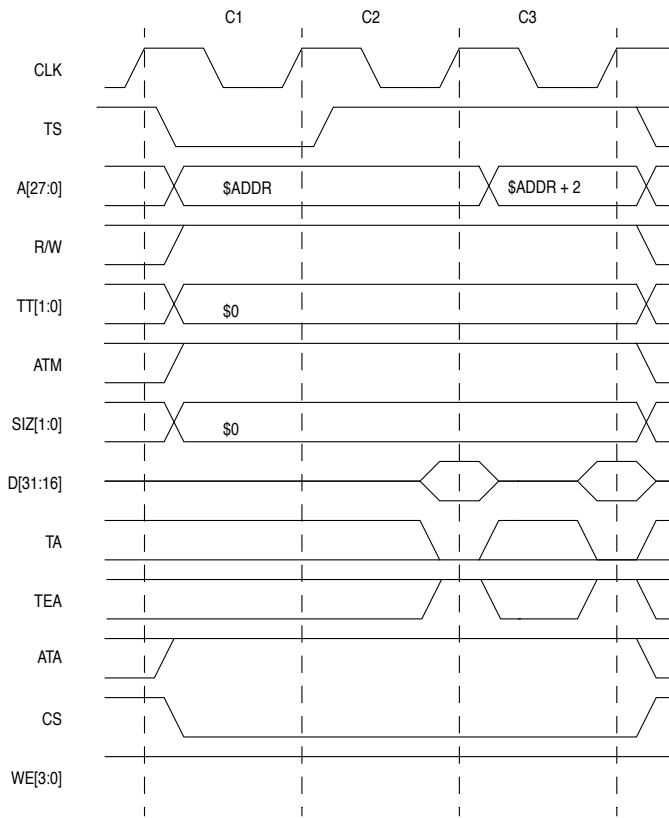 C1 C2 C3
CLK
TS
A[27:0] $ADDR $ADDR + 2
R/W
TT[1:0] $0
ATM
SIZ[1:0] $0
D[31:16]
TA
TEA
ATA
CS
WE[3:0]